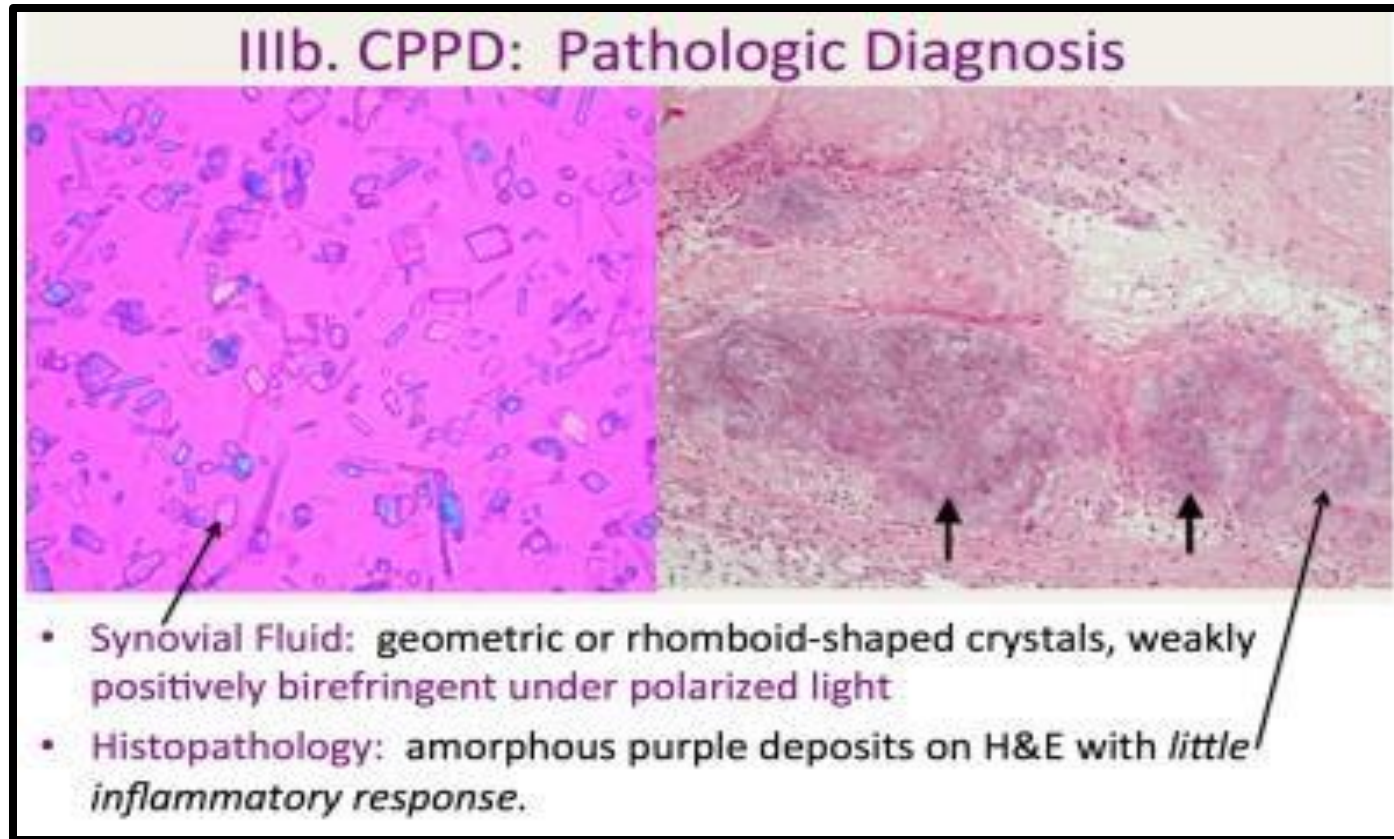 IIIb. CPPD: Pathologic Diagnosis
• Synovial Fluid: geometric or rhomboid-shaped crystals, weakly
positively birefringent under polarized light
• Histopathology: amorphous purple deposits on H&E with little
inflammatory response.